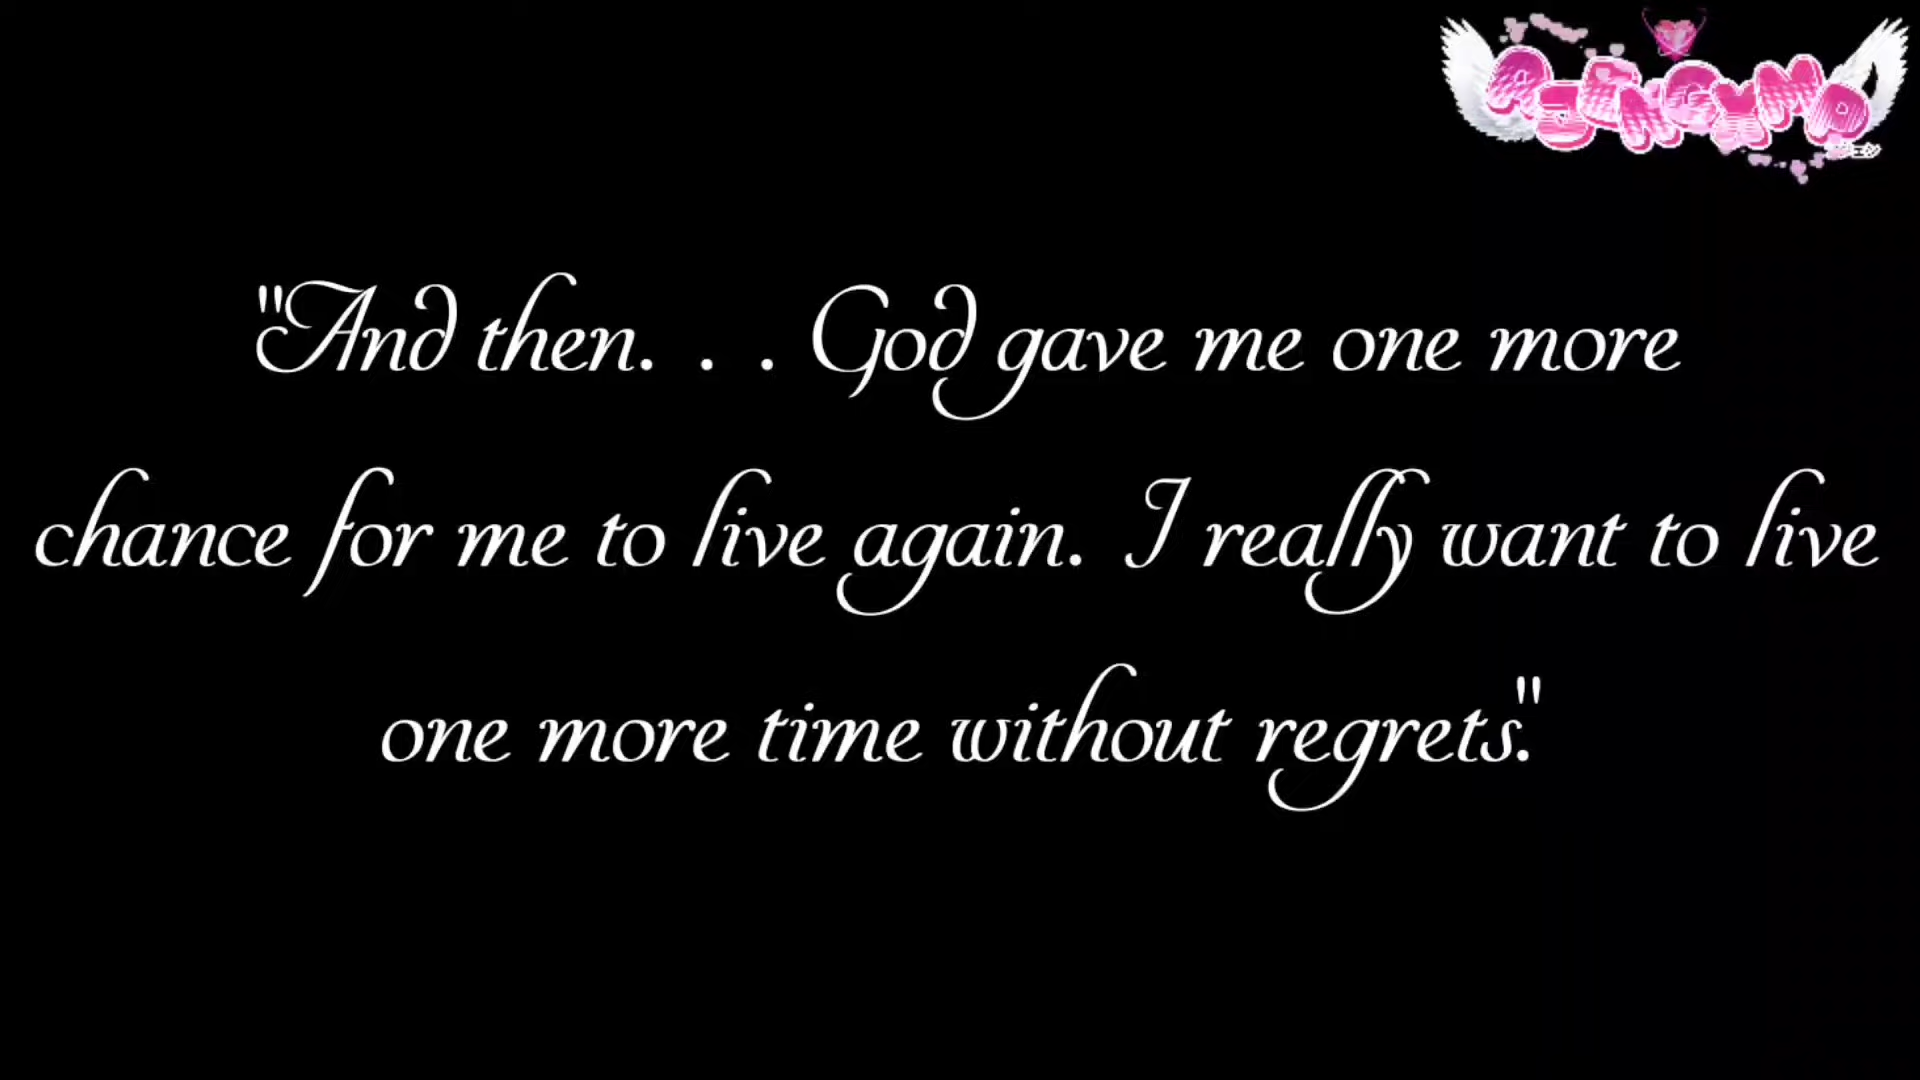 "And then. . . God gave me one more
chance for me to live again. I really want to live
one more time without regrets."